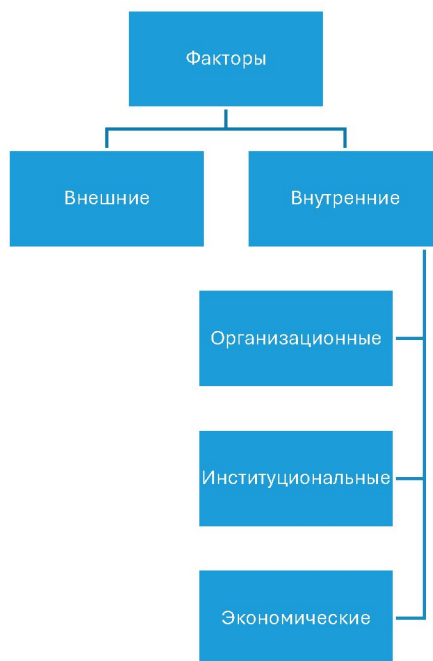 Факторы
Внешние
Внутренние
Организационные
Институциональные
Экономические